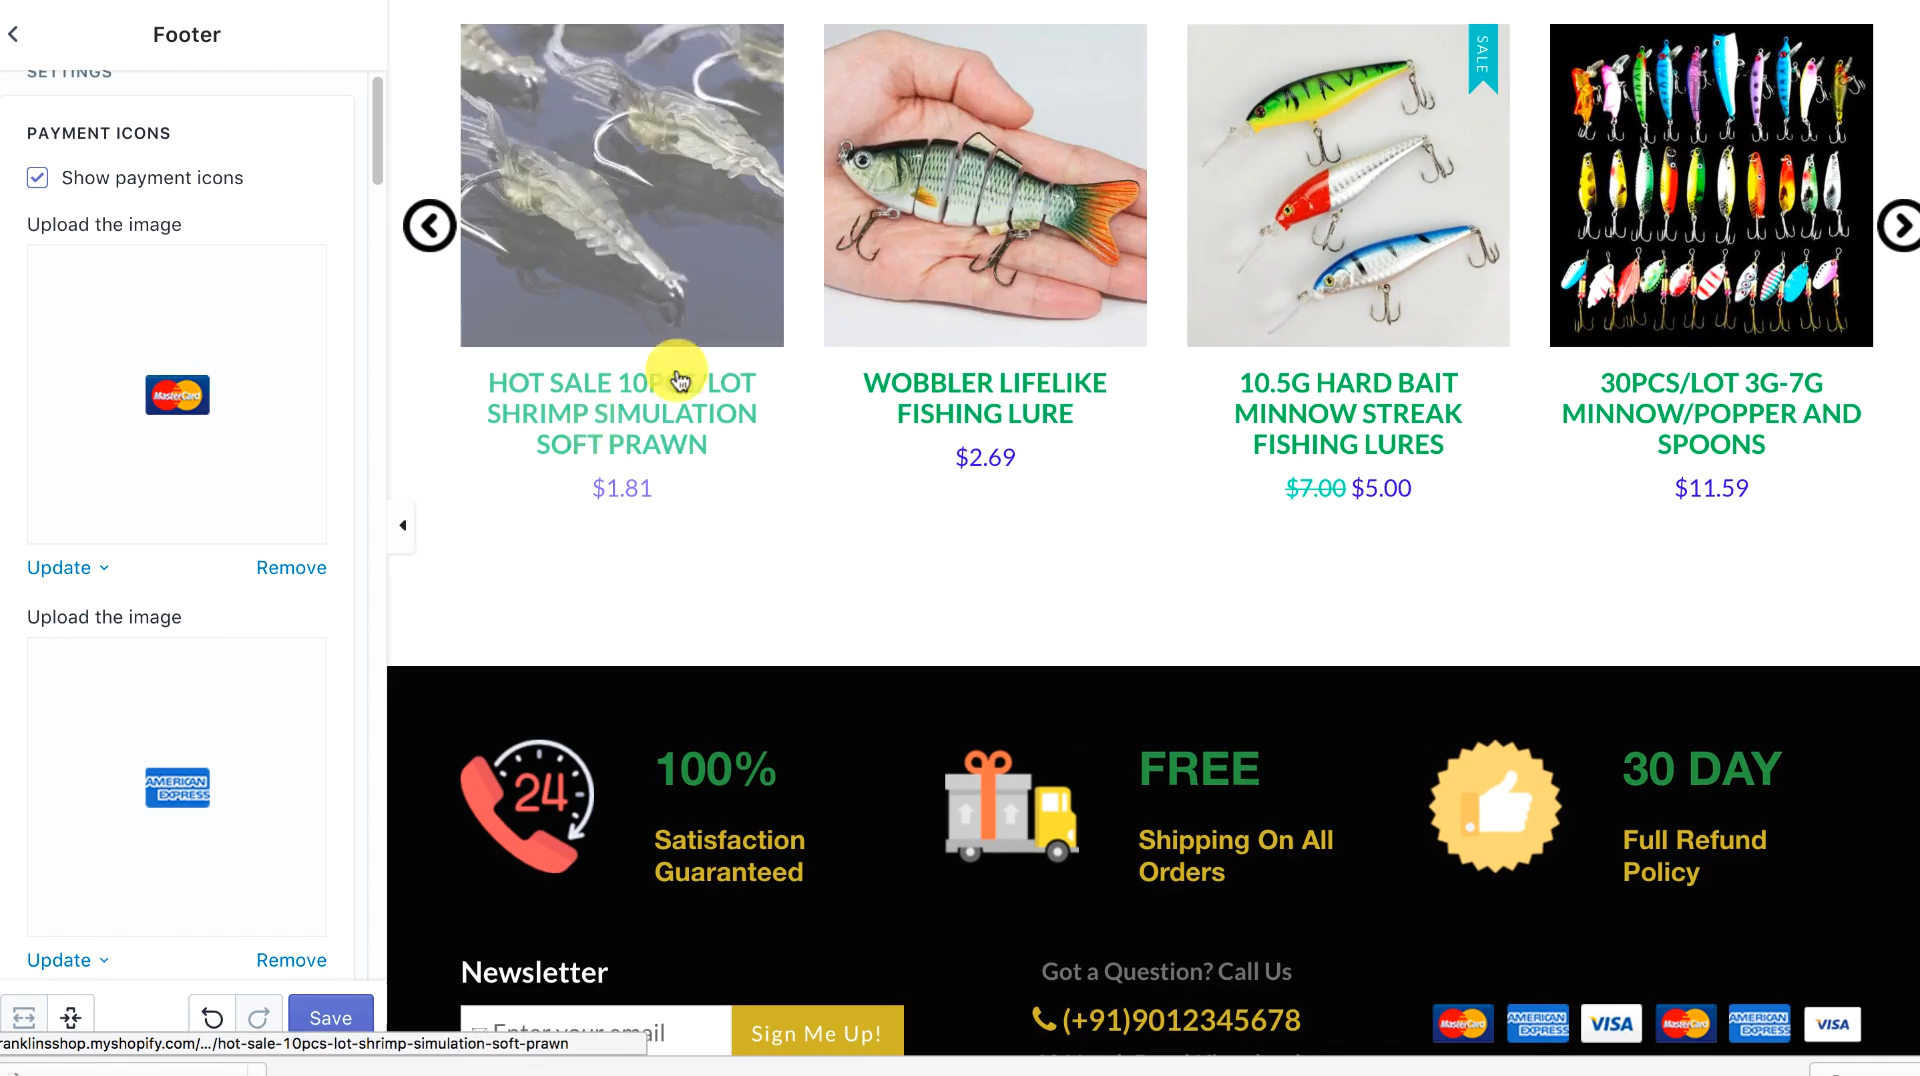 Footer
SETTINGS
PAYMENT ICONS
Show payment icons
Upload the image
MasterCard
Update
Remove
Upload the image
AMERICAN
EXPRESS
Update
Remove
Save
ranklinsshop.myshopify.com/.../hot-sale-10pcs-lot-shrimp-simulation-soft-prawn
SALE
HOT SALE 10PCS/LOT
SHRIMP SIMULATION
SOFT PRAWN
$1.81
WOBBLER LIFELIKE
FISHING LURE
$2.69
10.5G HARD BAIT
MINNOW STREAK
FISHING LURES
$7.00 $5.00
30PCS/LOT 3G-7G
MINNOW/POPPER AND
SPOONS
$11.59
24
100%
Satisfaction
Guaranteed
FREE
Shipping On All
Orders
30 DAY
Full Refund
Policy
Newsletter
Enter your email
Sign Me Up!
Got a Question? Call Us
(+91)9012345678
MasterCard
AMERICAN
EXPRESS
VISA
MasterCard
AMERICAN
EXPRESS
VISA